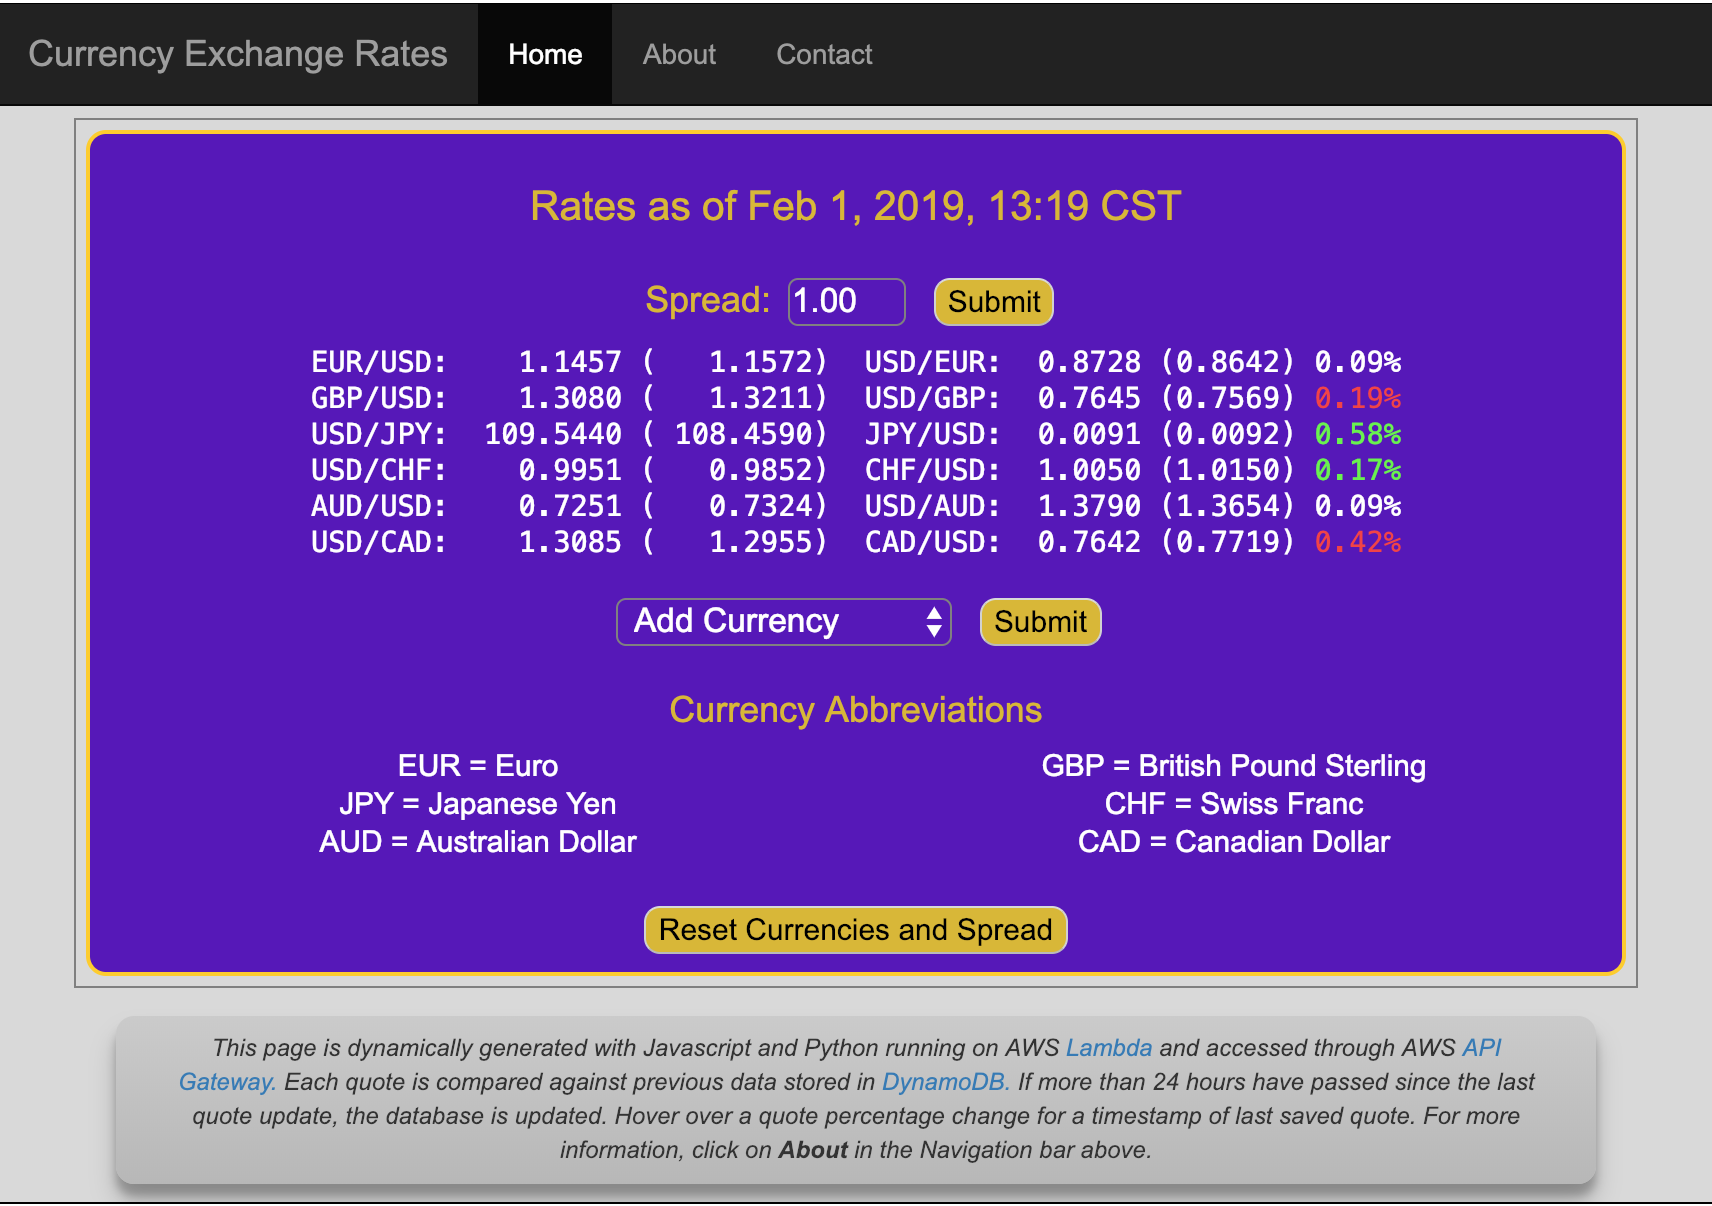 Currency Exchange Rates Home About Contact
Rates as of Feb 1, 2019, 13:19 CST
Spread: 1.00 Submit
EUR/USD: 1.1457 ( 1.1572) USD/EUR: 0.8728 (0.8642) 0.09%
GBP/USD: 1.3080 ( 1.3211) USD/GBP: 0.7645 (0.7569) 0.19%
USD/JPY: 109.5440 ( 108.4590) JPY/USD: 0.0091 (0.0092) 0.58%
USD/CHF: 0.9951 ( 0.9852) CHF/USD: 1.0050 (1.0150) 0.17%
AUD/USD: 0.7251 ( 0.7324) USD/AUD: 1.3790 (1.3654) 0.09%
USD/CAD: 1.3085 ( 1.2955) CAD/USD: 0.7642 (0.7719) 0.42%
Add Currency Submit
Currency Abbreviations
EUR = Euro GBP = British Pound Sterling
JPY = Japanese Yen CHF = Swiss Franc
AUD = Australian Dollar CAD = Canadian Dollar
Reset Currencies and Spread
This page is dynamically generated with Javascript and Python running on AWS Lambda and accessed through AWS API
Gateway. Each quote is compared against previous data stored in DynamoDB. If more than 24 hours have passed since the last
quote update, the database is updated. Hover over a quote percentage change for a timestamp of last saved quote. For more
information, click on About in the Navigation bar above.